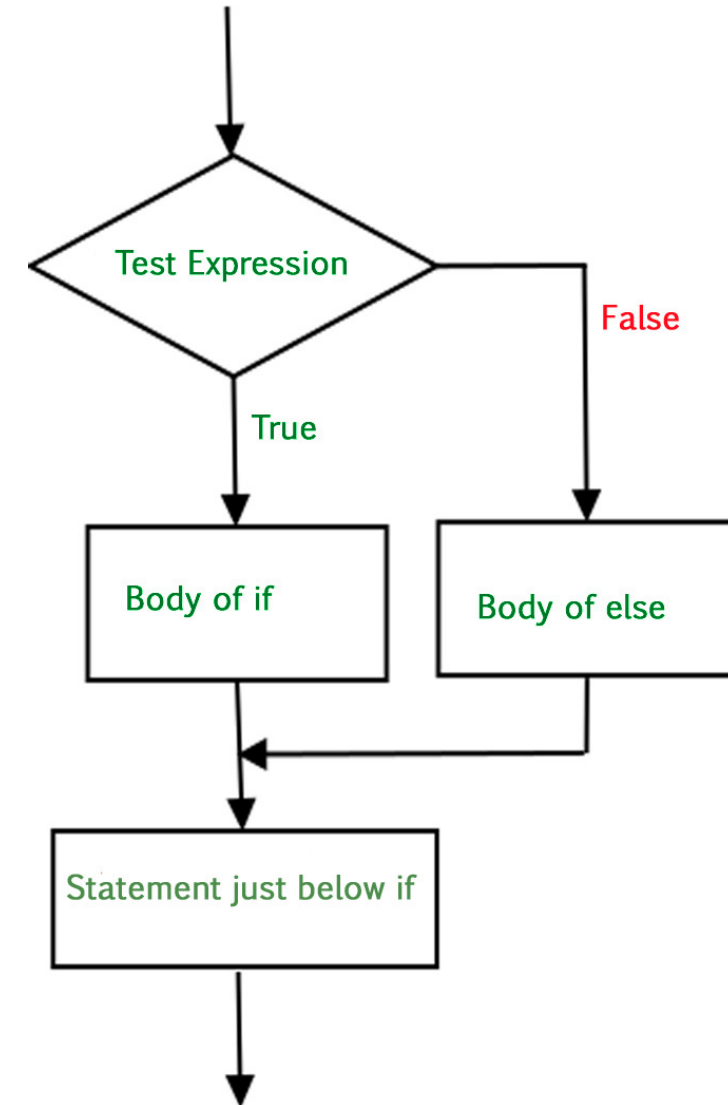 Test Expression
False
True
Body of if
Body of else
Statement just below if